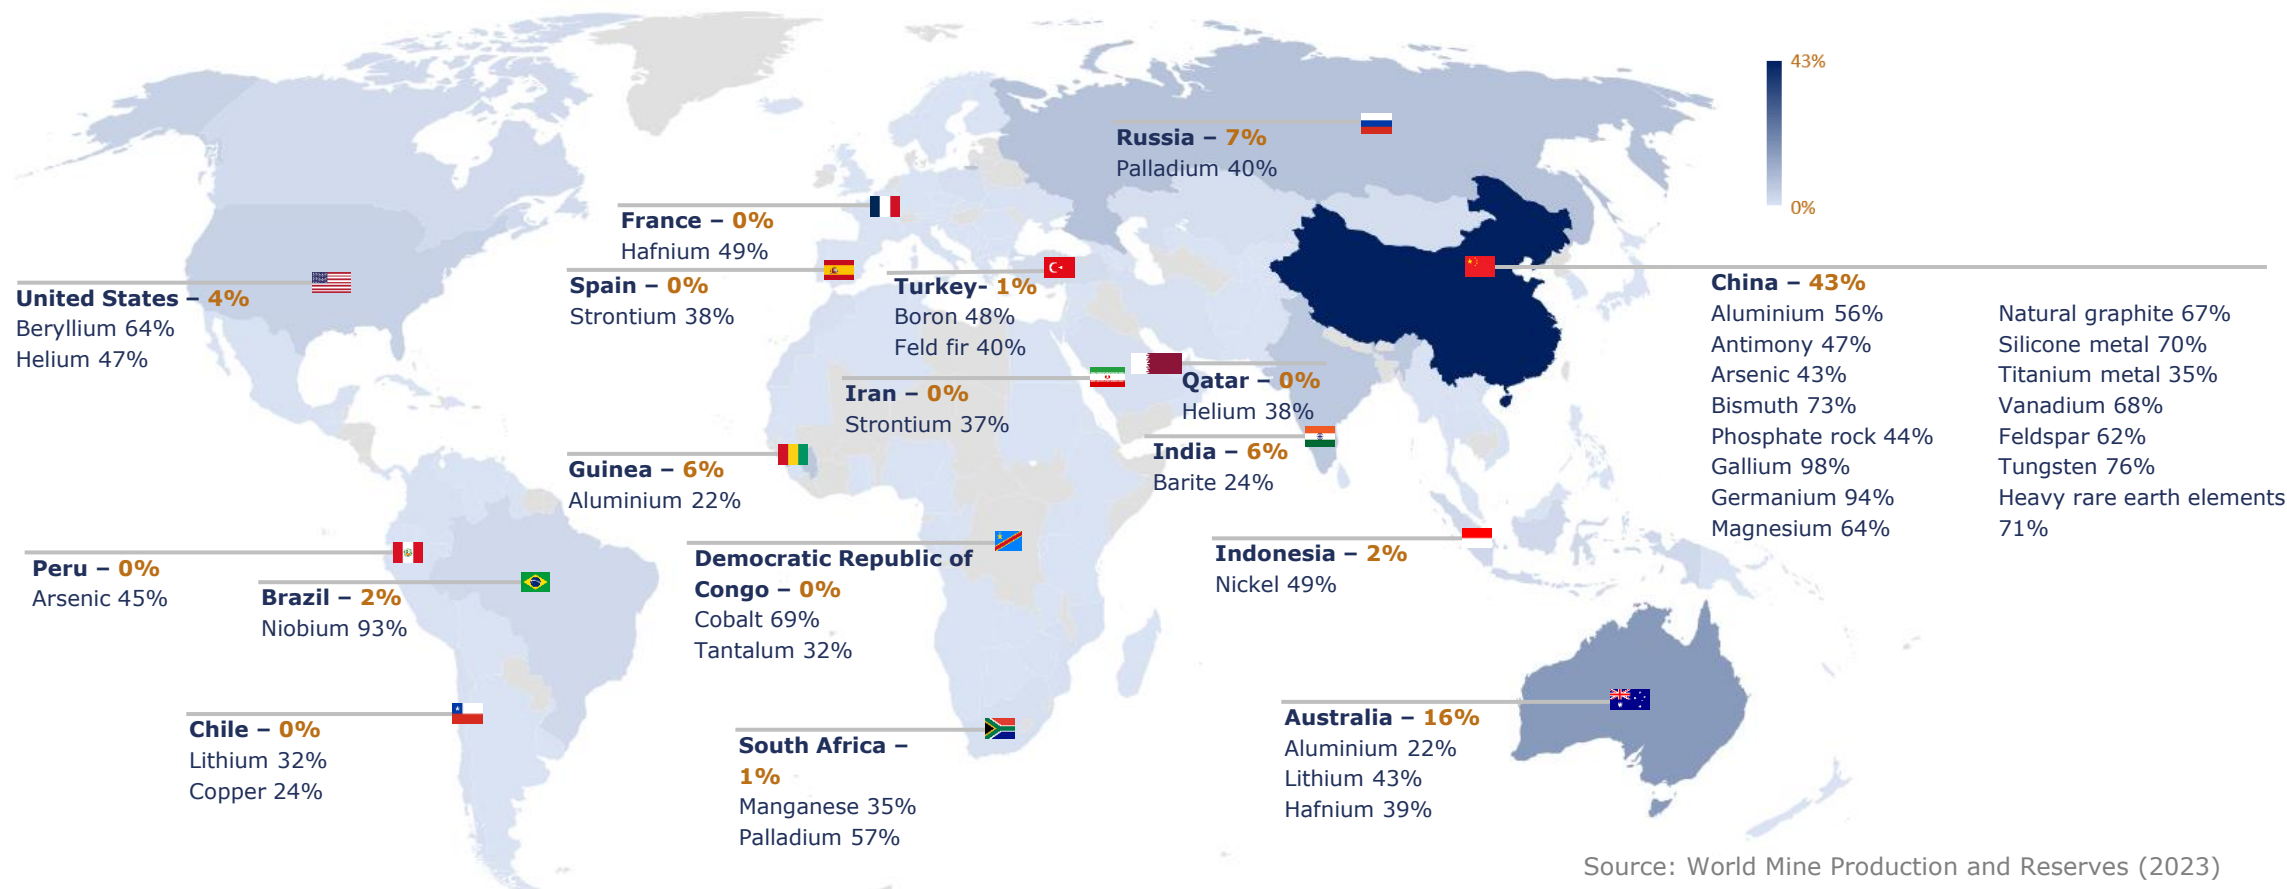 43%
0%
Russia – 7%
Palladium 40%
France – 0%
Hafnium 49%
Spain – 0%
Strontium 38%
Turkey- 1%
Boron 48%
Feld fir 40%
United States – 4%
Beryllium 64%
Helium 47%
China – 43%
Aluminium 56%
Antimony 47%
Arsenic 43%
Bismuth 73%
Phosphate rock 44%
Gallium 98%
Germanium 94%
Magnesium 64%
Natural graphite 67%
Silicone metal 70%
Titanium metal 35%
Vanadium 68%
Feldspar 62%
Tungsten 76%
Heavy rare earth elements
71%
Iran – 0%
Strontium 37%
Qatar – 0%
Helium 38%
India – 6%
Barite 24%
Guinea – 6%
Aluminium 22%
Peru – 0%
Arsenic 45%
Brazil – 2%
Niobium 93%
Democratic Republic of
Congo – 0%
Cobalt 69%
Tantalum 32%
Indonesia – 2%
Nickel 49%
Chile – 0%
Lithium 32%
Copper 24%
South Africa –
1%
Manganese 35%
Palladium 57%
Australia – 16%
Aluminium 22%
Lithium 43%
Hafnium 39%
Source: World Mine Production and Reserves (2023)